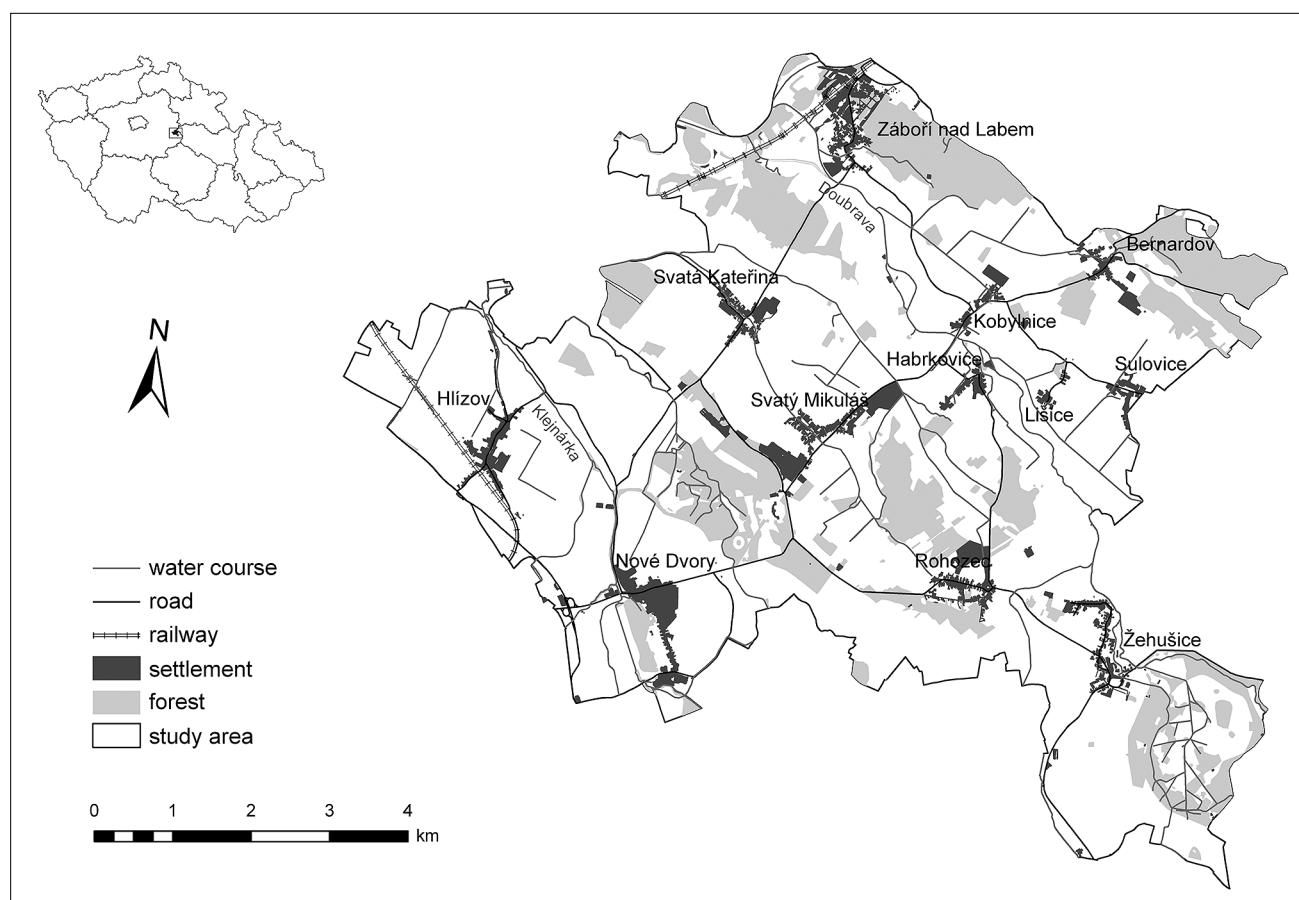 Záboří nad Labem
Doubrava
Bernardov
Svatá Kateřina
Kobylnice
N
Habrkovice
Sulovice
Hlízov
Svatý Mikuláš
Lišice
Klejnárka
Nové Dvory
Rohozec
Žehušice
water course
road
railway
settlement
forest
study area
0 1 2 3 4
km